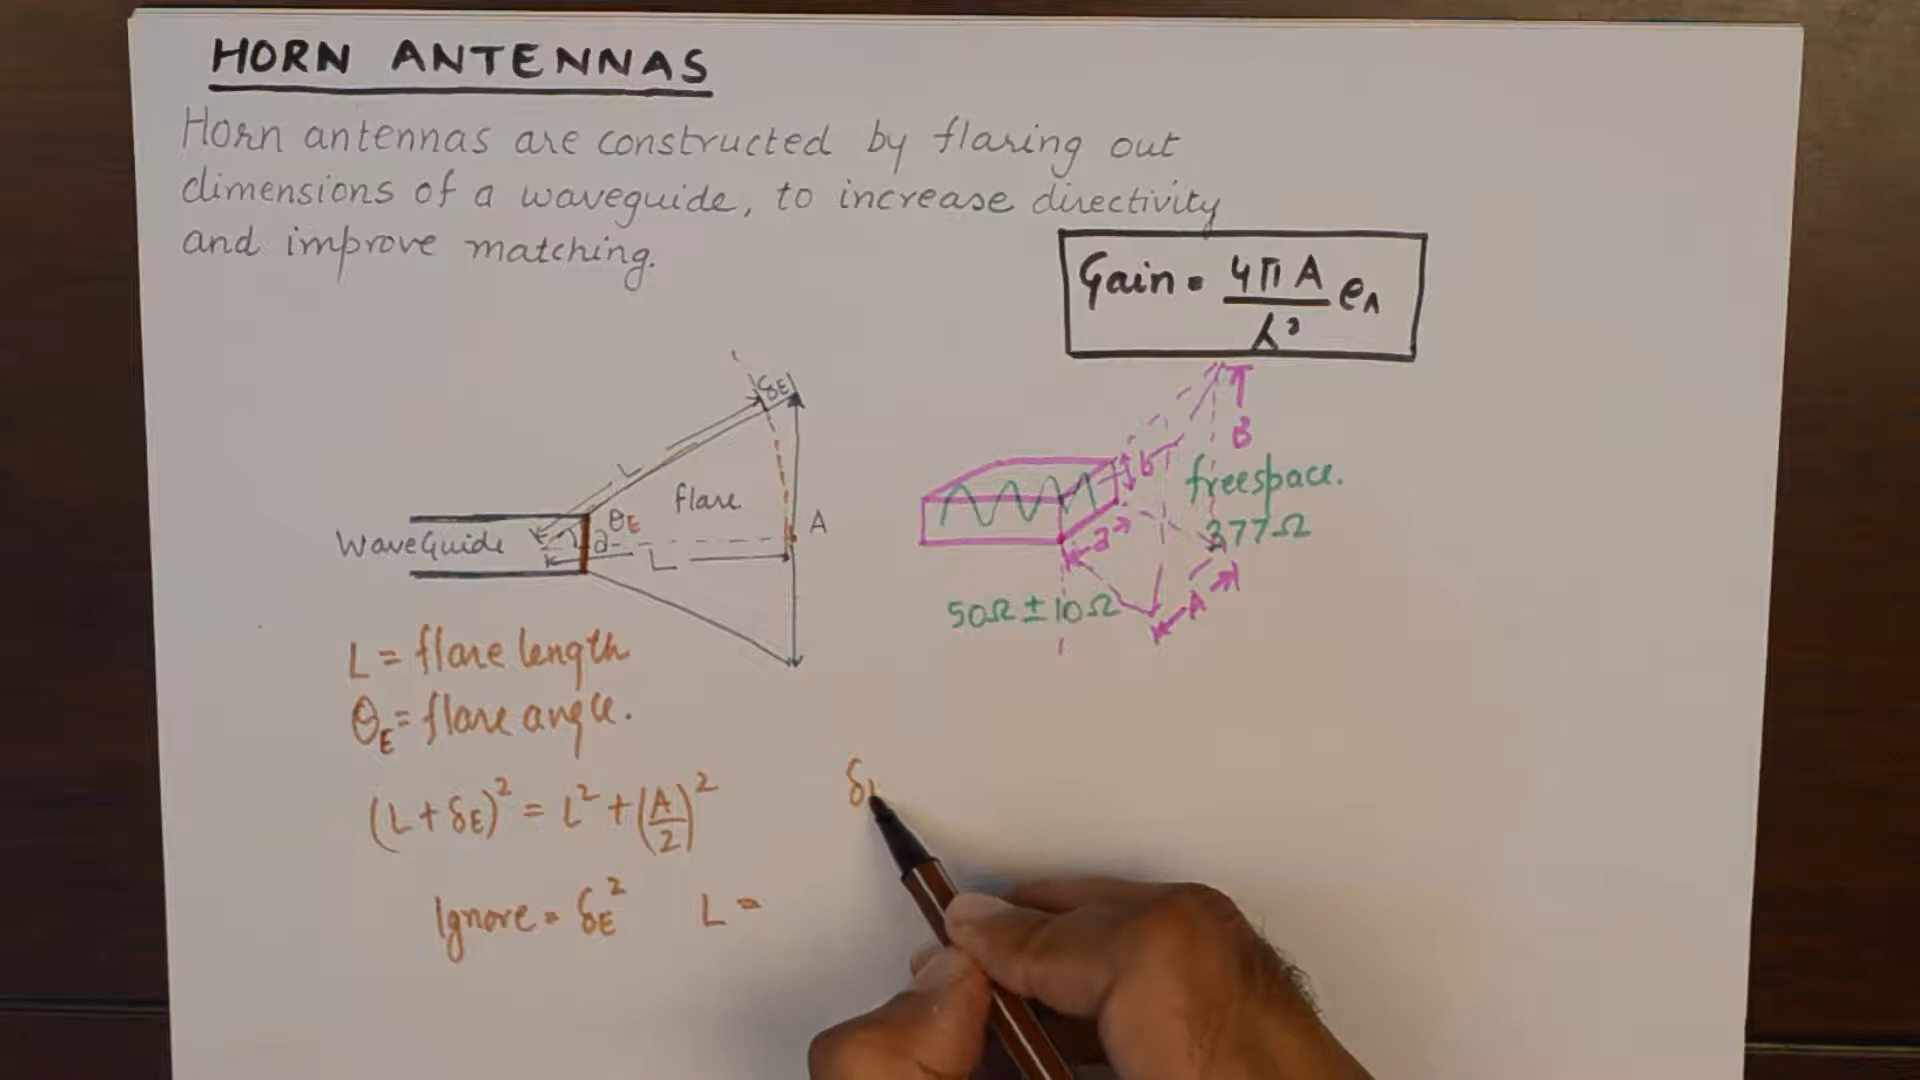 HORN ANTENNAS
Horn antennas are constructed by flaring out
dimensions of a waveguide, to increase directivity
and improve matching.
Gain = 4π A / λ² eA
δE
L
flare
θE
A
WaveGuide
a
L
B
b
freespace.
377Ω
a
50Ω ± 10Ω
A
L = flare length
θE = flare angle.
(L + δE)² = L² + (A/2)²
δ
Ignore = δE² L =